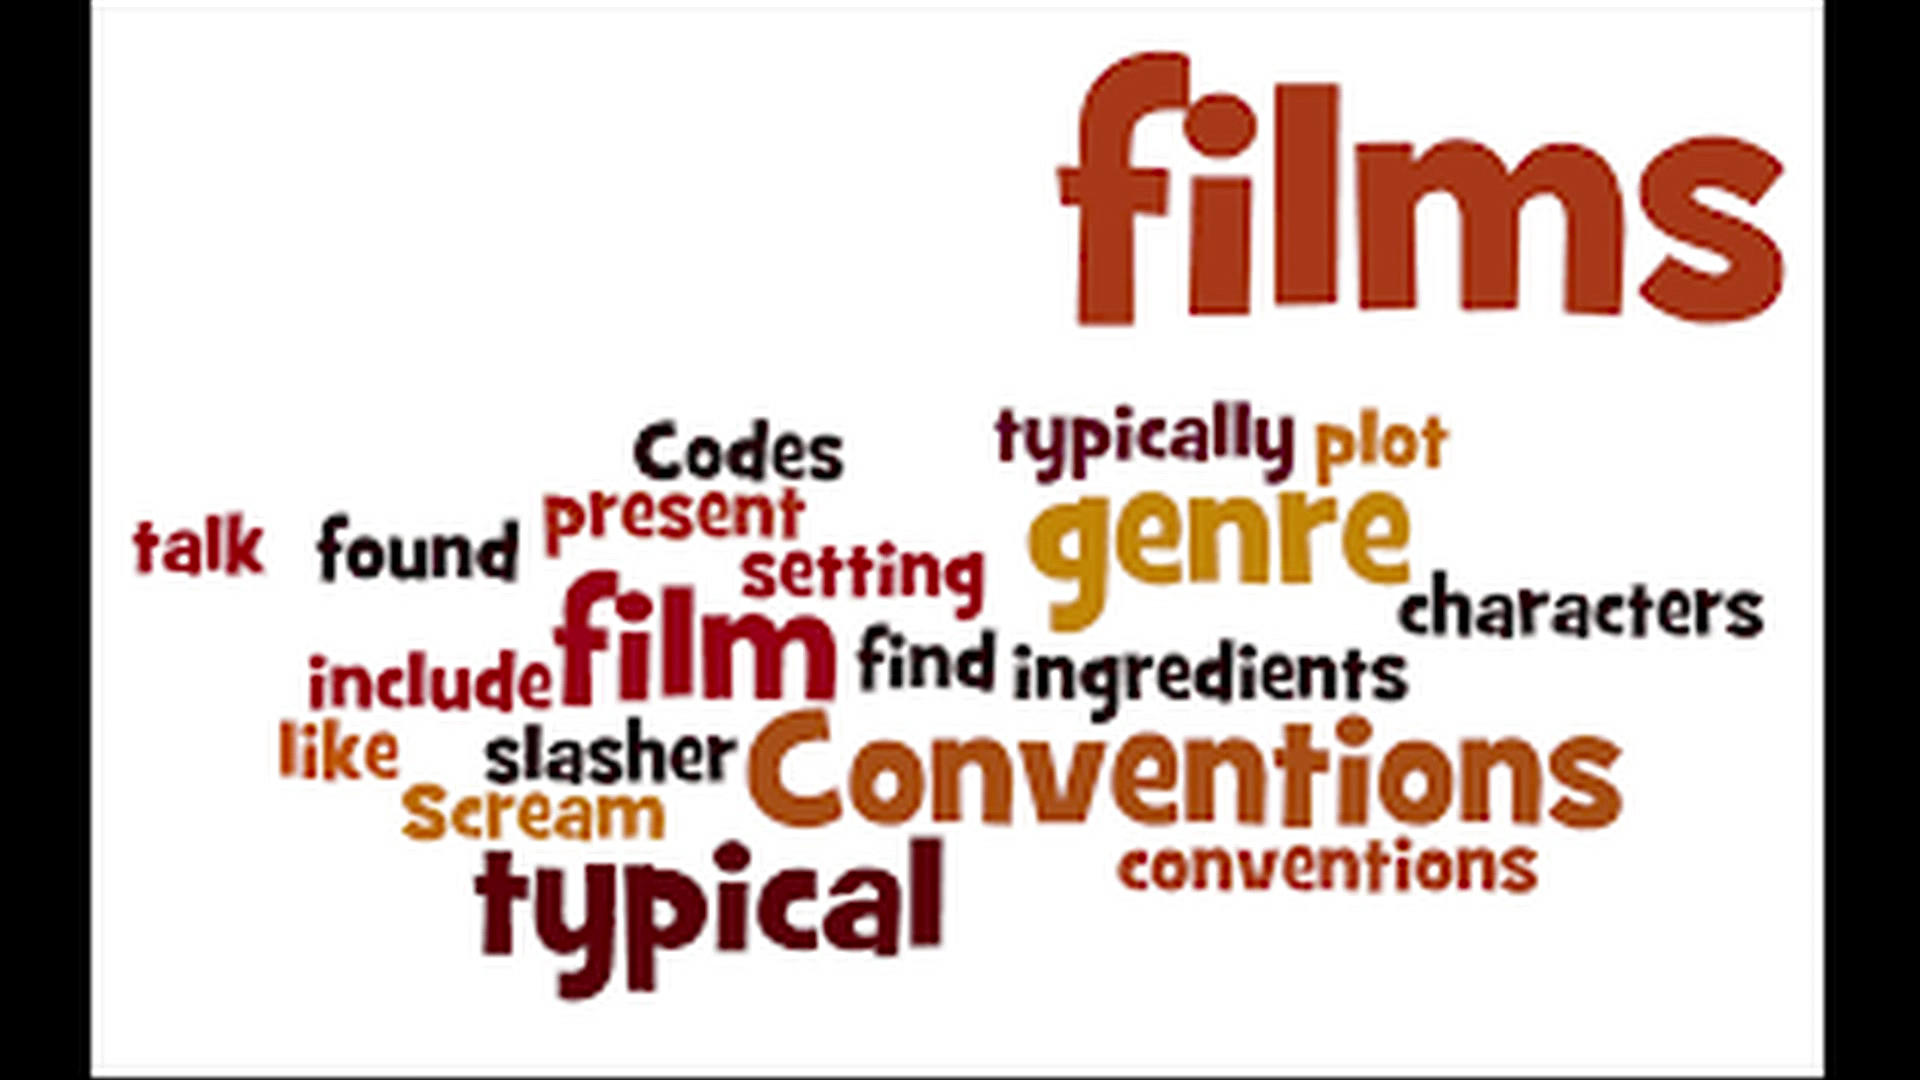 films
Codes
typically
plot
present
genre
talk
found
setting
characters
film
include
find
ingredients
like
slasher
Conventions
Scream
typical
conventions